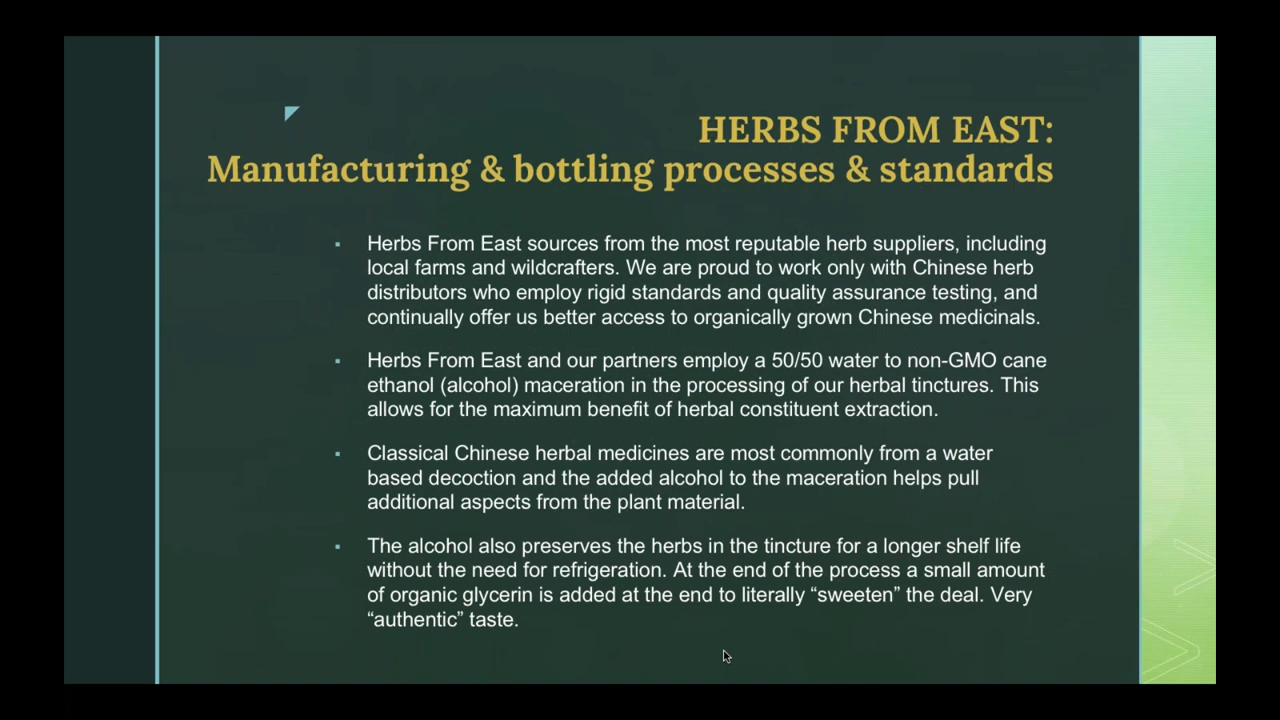 HERBS FROM EAST:
Manufacturing & bottling processes & standards
▪ Herbs From East sources from the most reputable herb suppliers, including
local farms and wildcrafters. We are proud to work only with Chinese herb
distributors who employ rigid standards and quality assurance testing, and
continually offer us better access to organically grown Chinese medicinals.
▪ Herbs From East and our partners employ a 50/50 water to non-GMO cane
ethanol (alcohol) maceration in the processing of our herbal tinctures. This
allows for the maximum benefit of herbal constituent extraction.
▪ Classical Chinese herbal medicines are most commonly from a water
based decoction and the added alcohol to the maceration helps pull
additional aspects from the plant material.
▪ The alcohol also preserves the herbs in the tincture for a longer shelf life
without the need for refrigeration. At the end of the process a small amount
of organic glycerin is added at the end to literally “sweeten” the deal. Very
“authentic” taste.